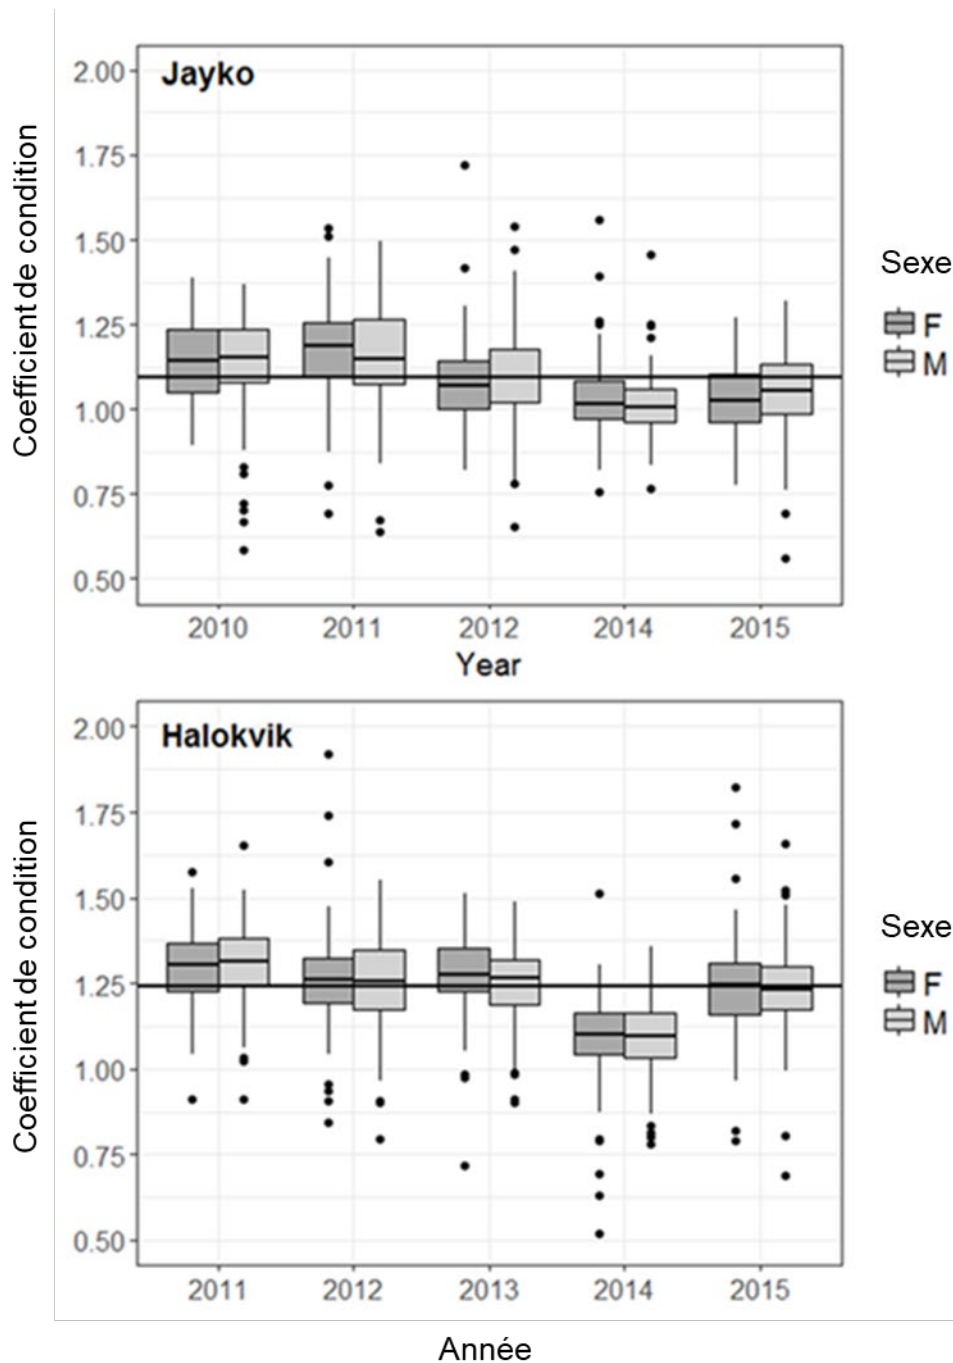 Jayko
Coefficient de condition
2.00
1.75
1.50
1.25
1.00
0.75
0.50
2010 2011 2012 2014 2015
Year
Sexe
F
M
Halokvik
Coefficient de condition
2.00
1.75
1.50
1.25
1.00
0.75
0.50
2011 2012 2013 2014 2015
Sexe
F
M
Année